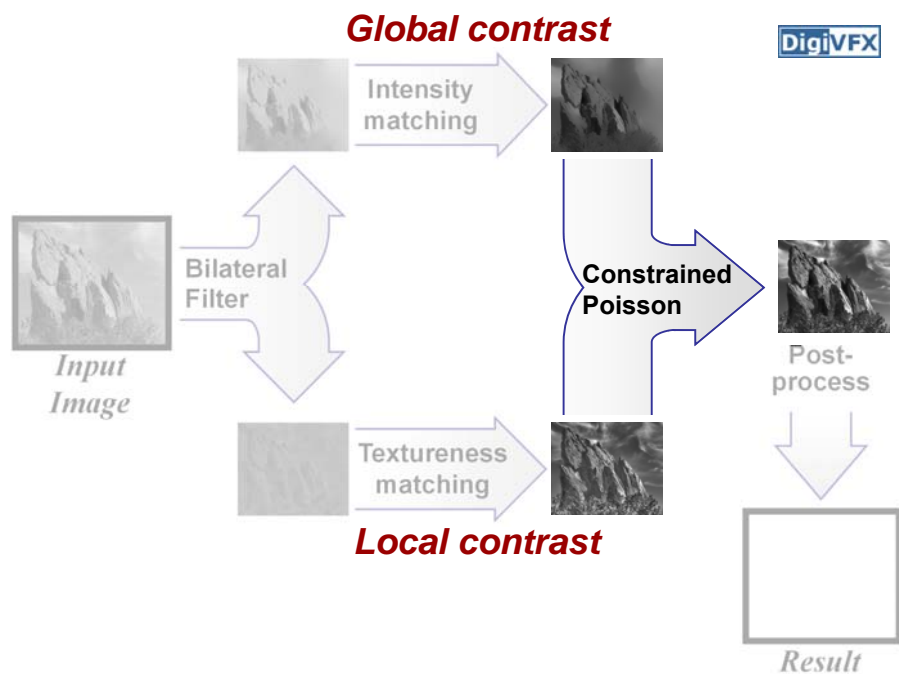 Global contrast
DigiVFX
Intensity
matching
Bilateral
Filter
Constrained
Poisson
Input
Image
Post-
process
Textureness
matching
Local contrast
Result